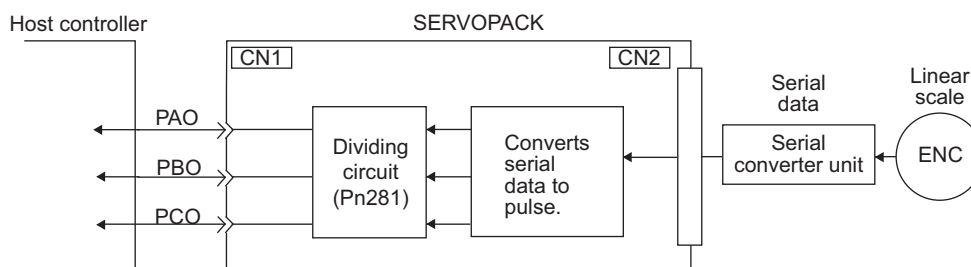 Host controller
SERVOPACK
CN1
CN2
Serial
data
Linear
scale
PAO
PBO
PCO
Dividing
circuit
(Pn281)
Converts
serial
data to
pulse.
Serial
converter unit
ENC